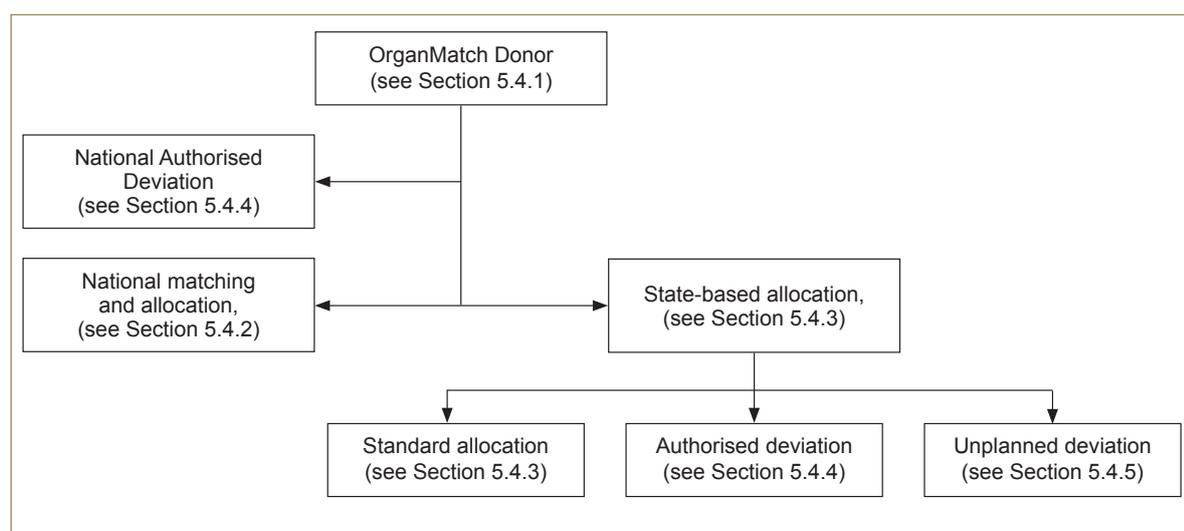 OrganMatch Donor
(see Section 5.4.1)
National Authorised
Deviation
(see Section 5.4.4)
National matching
and allocation,
(see Section 5.4.2)
State-based allocation,
(see Section 5.4.3)
Standard allocation
(see Section 5.4.3)
Authorised deviation
(see Section 5.4.4)
Unplanned deviation
(see Section 5.4.5)